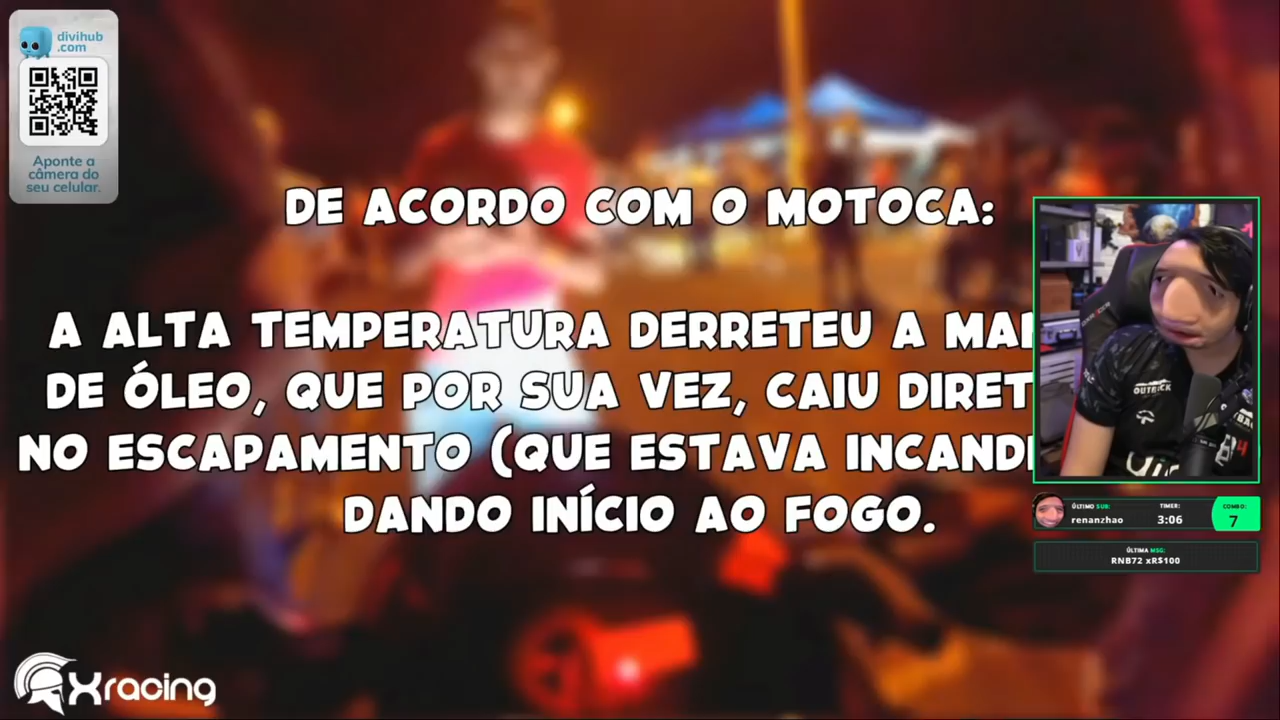 divihub
.com
Aponte a
câmera do
seu celular.
DE ACORDO COM O MOTOCA:
A ALTA TEMPERATURA DERRETEU A
DE ÓLEO, QUE POR SUA VEZ, CAIU
NO ESCAPAMENTO (QUE ESTAVA
DANDO INÍCIO AO FOGO.
OUTRICK
ÚLTIMO SUB:
renanzhao
TIMER:
3:06
COMBO:
7
ÚLTIMA MSG:
RNB72 xR$100
Xracing